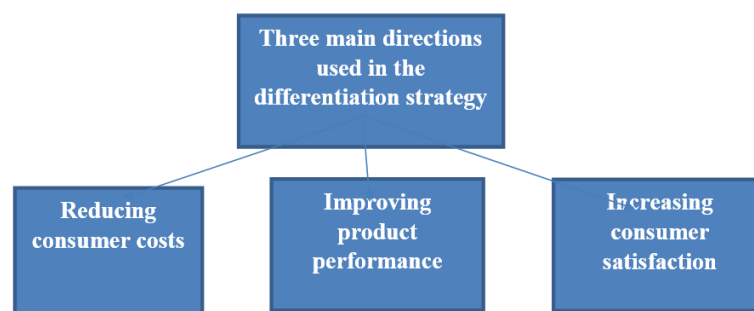 Three main directions
used in the
differentiation strategy
Reducing
consumer costs
Improving
product
performance
Increasing
consumer
satisfaction